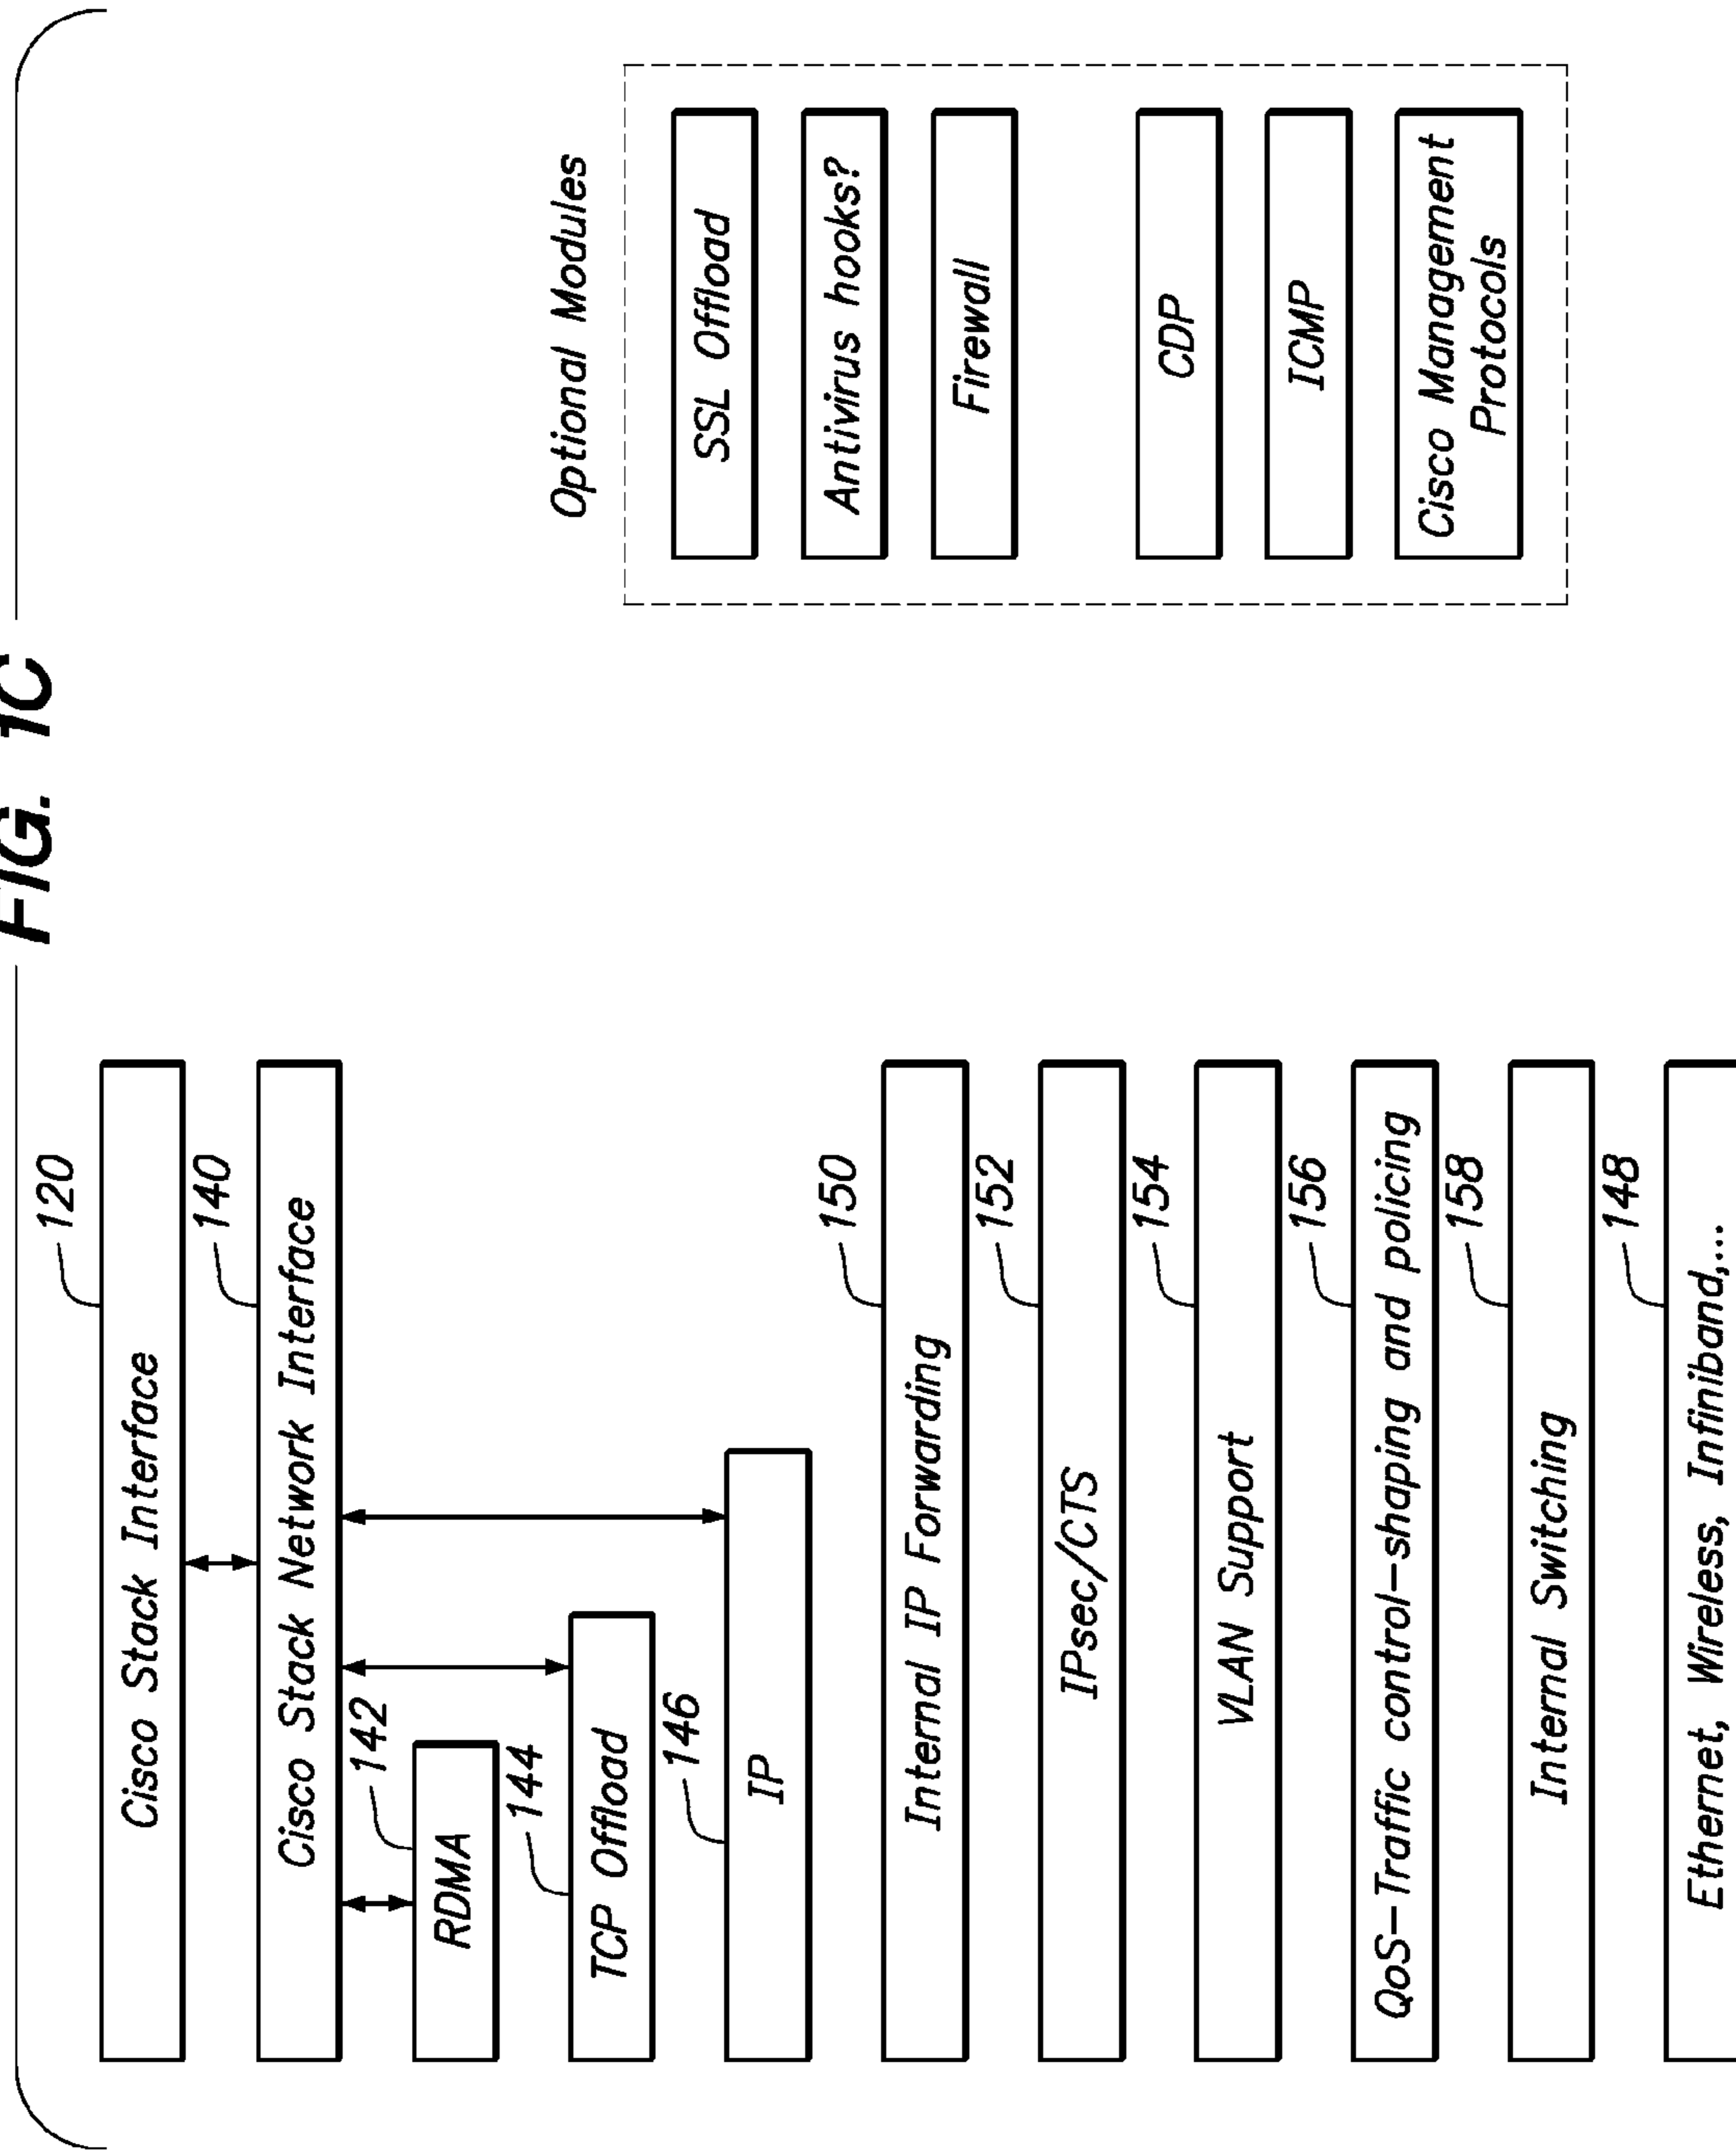 FIG. 1C
120
Cisco Stack Interface
140
Cisco Stack Network Interface
142
RDMA
144
TCP Offload
146
IP
150
Internal IP Forwarding
152
IPsec/CTS
154
VLAN Support
156
QoS-Traffic control-shaping and policing
158
Internal Switching
148
Ethernet, Wireless, Infiniband,...
Optional Modules
SSL Offload
Antivirus hooks?
Firewall
CDP
ICMP
Cisco Management
Protocols